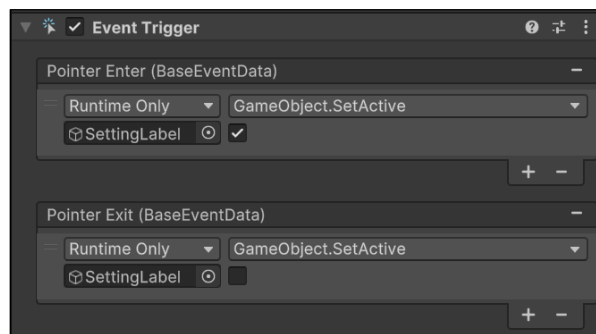 Event Trigger
Pointer Enter (BaseEventData)
Runtime Only GameObject.SetActive
SettingLabel
Pointer Exit (BaseEventData)
Runtime Only GameObject.SetActive
SettingLabel